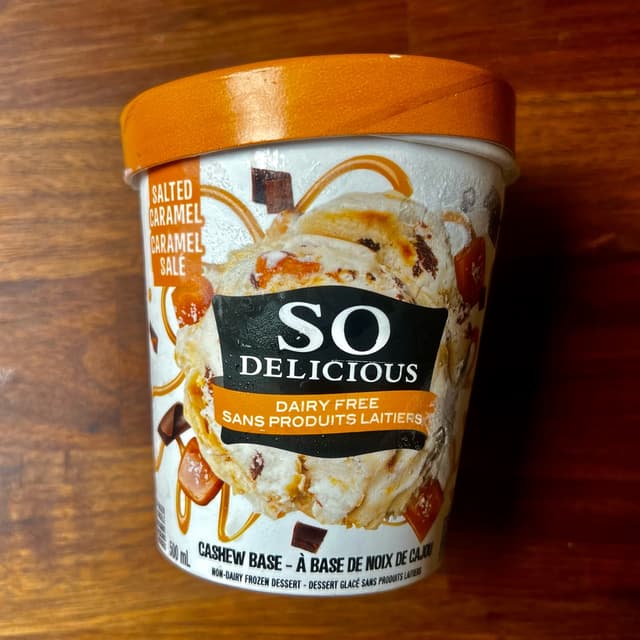 SALTED
CARAMEL
CARAMEL
SALÉ
SO
DELICIOUS
DAIRY FREE
SANS PRODUITS LAITIERS
500 mL
CASHEW BASE - À BASE DE NOIX DE CAJOU
NON-DAIRY FROZEN DESSERT - DESSERT GLACÉ SANS PRODUITS LAITIERS